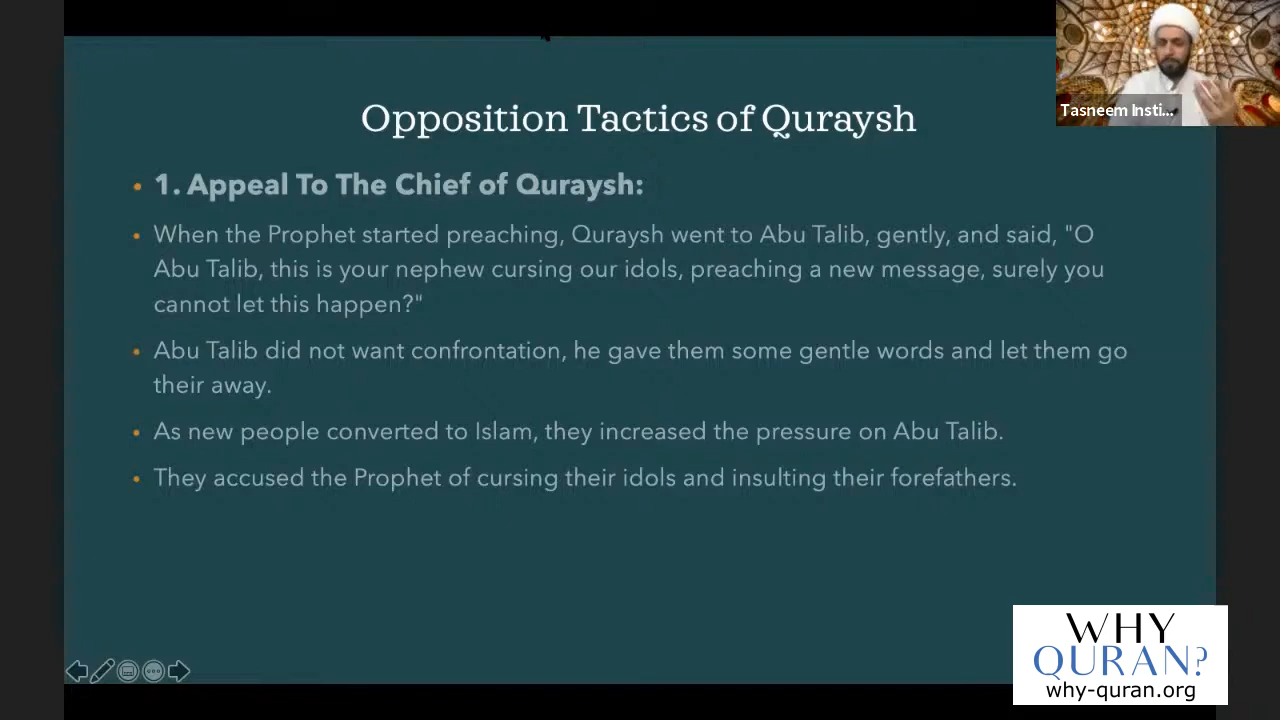 Opposition Tactics of Quraysh
Tasneem Insti...
• 1. Appeal To The Chief of Quraysh:
• When the Prophet started preaching, Quraysh went to Abu Talib, gently, and said, "O
Abu Talib, this is your nephew cursing our idols, preaching a new message, surely you
cannot let this happen?"
• Abu Talib did not want confrontation, he gave them some gentle words and let them go
their away.
• As new people converted to Islam, they increased the pressure on Abu Talib.
• They accused the Prophet of cursing their idols and insulting their forefathers.
WHY
QURAN?
why-quran.org